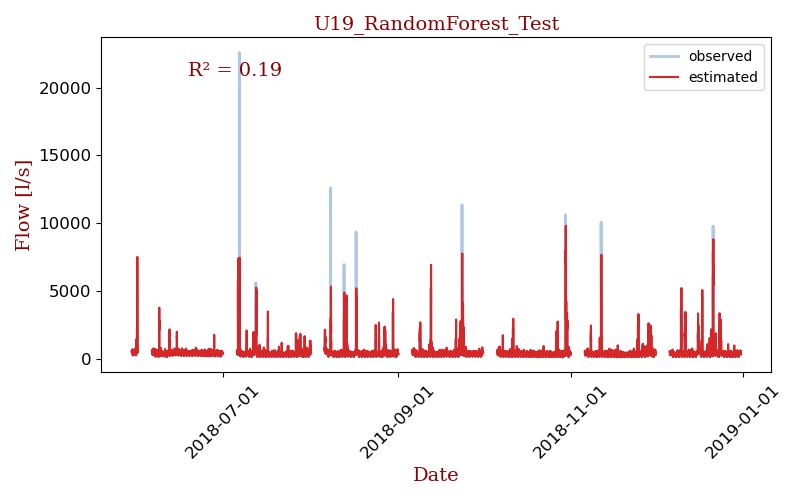 U19_RandomForest_Test
R² = 0.19
observed
estimated
Flow [l/s]
20000
15000
10000
5000
0
2018-07-01
2018-09-01
2018-11-01
2019-01-01
Date